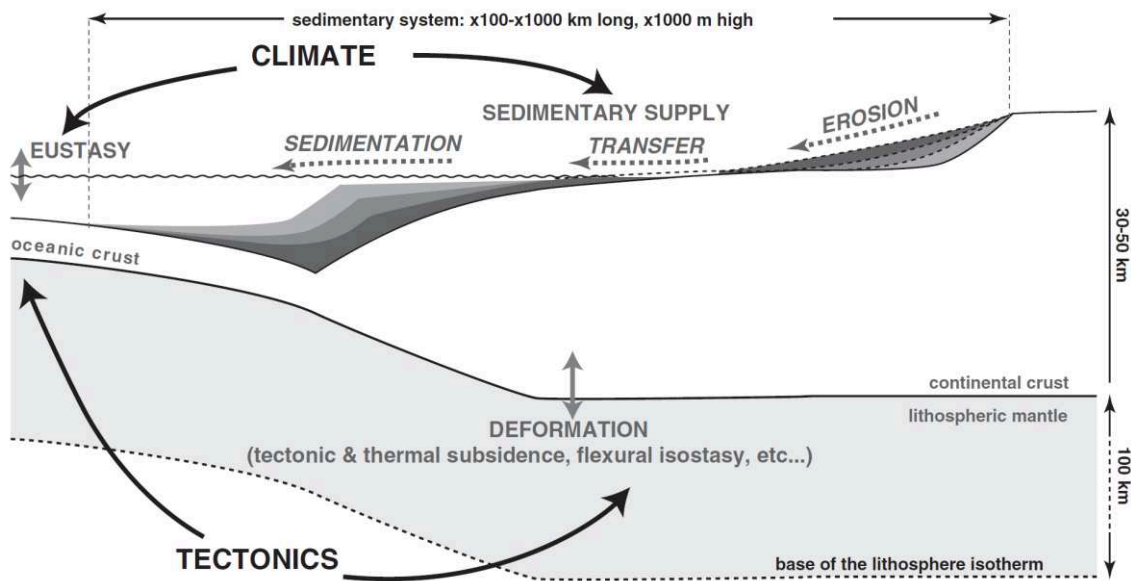 sedimentary system: x100-x1000 km long, x1000 m high
CLIMATE
SEDIMENTARY SUPPLY
EROSION
EUSTASY
SEDIMENTATION
TRANSFER
oceanic crust
30-50 km
continental crust
lithospheric mantle
DEFORMATION
(tectonic & thermal subsidence, flexural isostasy, etc...)
100 km
TECTONICS
base of the lithosphere isotherm